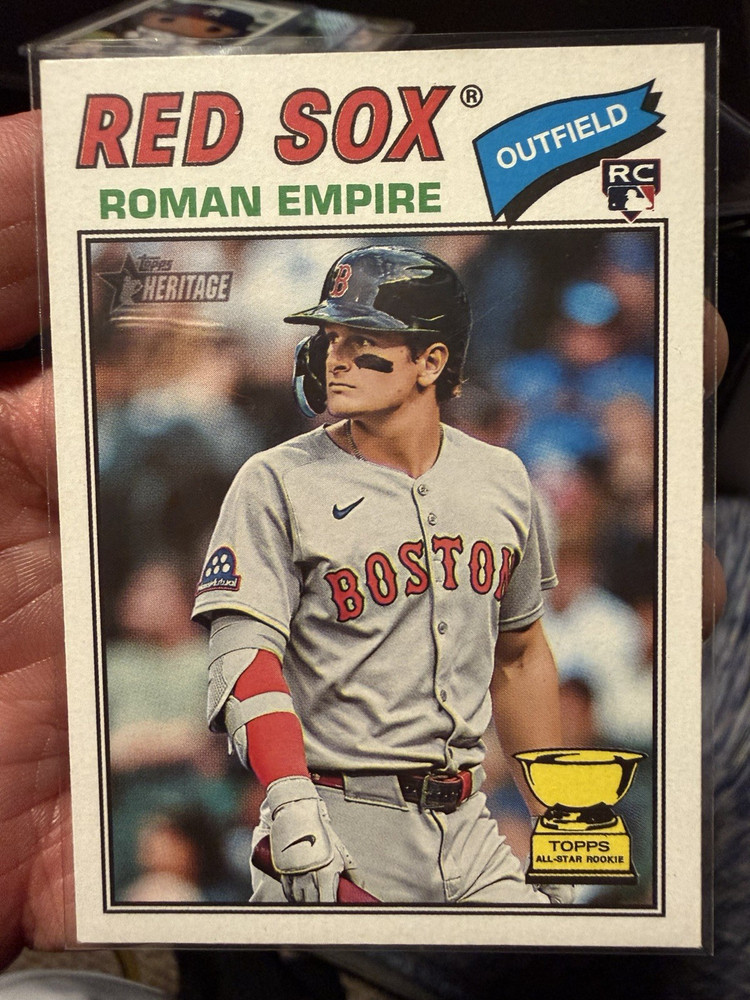 RED SOX®
OUTFIELD
ROMAN EMPIRE
RC
Topps
HERITAGE
B
BOSTON
TOPPS
ALL-STAR ROOKIE